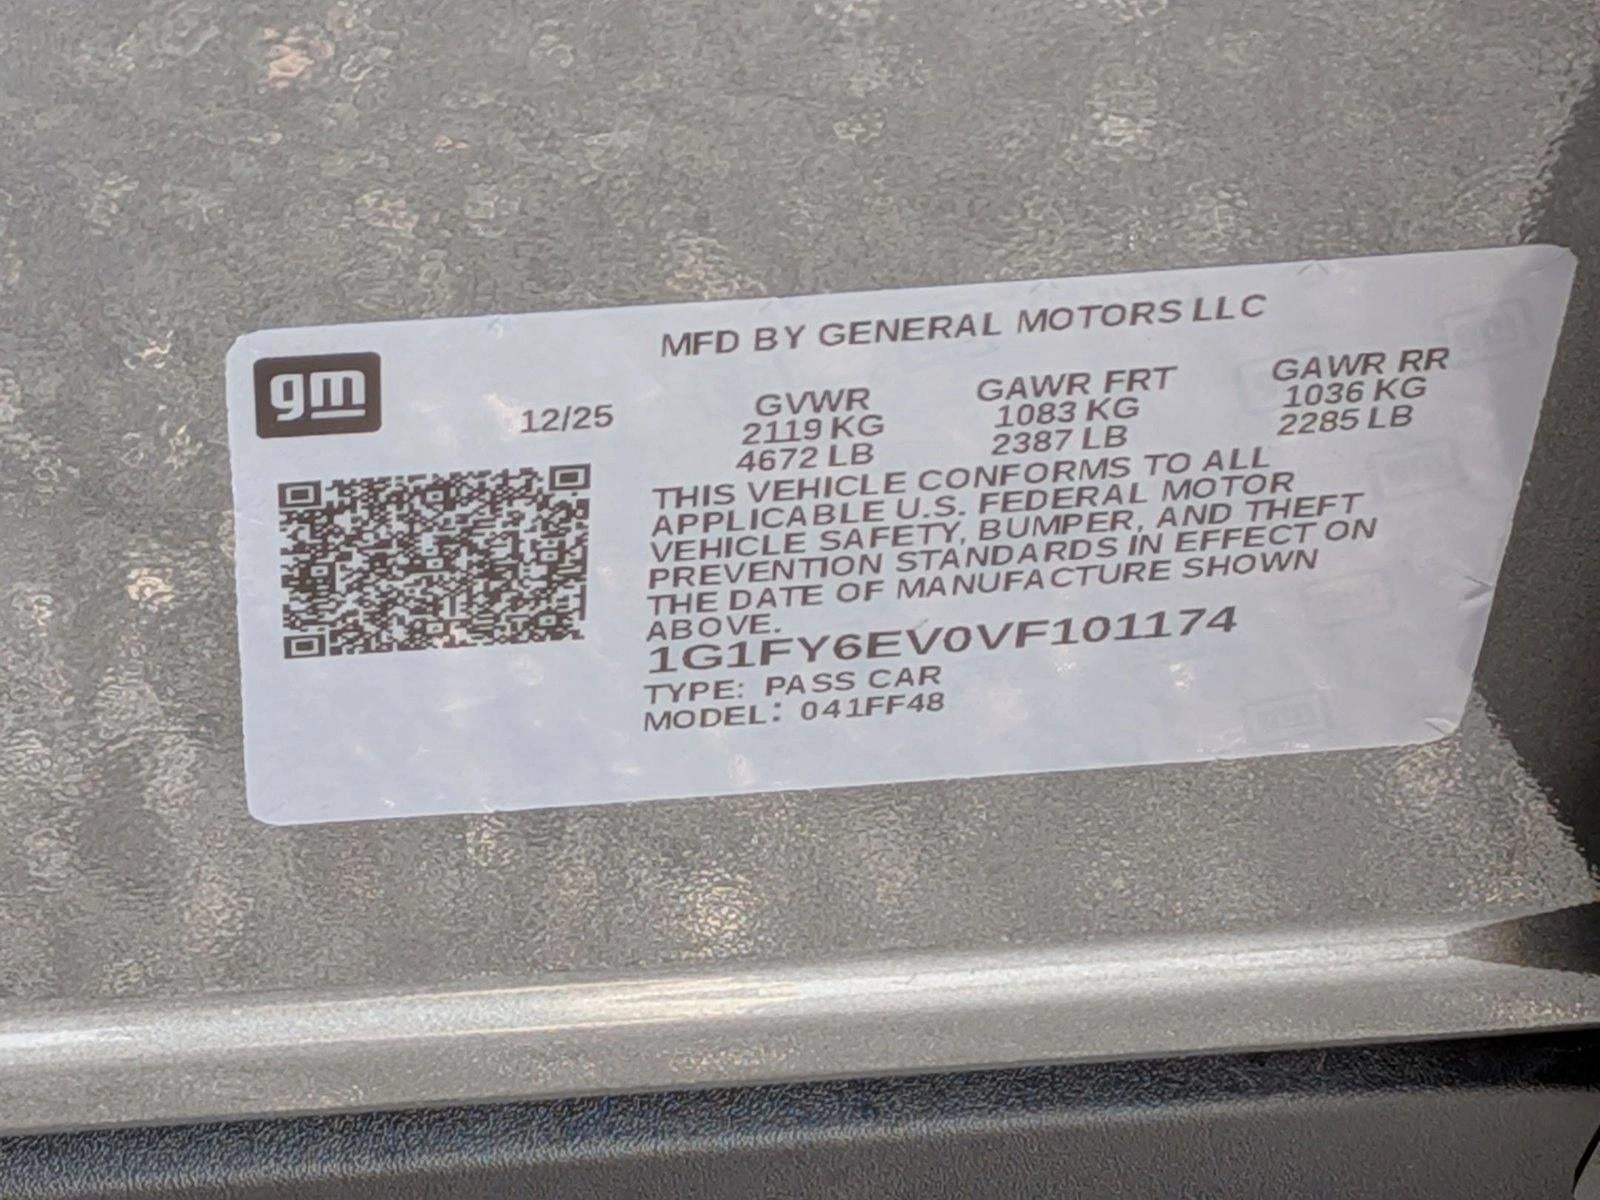 gm
MFD BY GENERAL MOTORS LLC
12/25
GVWR
2119 KG
4672 LB
GAWR FRT
1083 KG
2387 LB
GAWR RR
1036 KG
2285 LB
THIS VEHICLE CONFORMS TO ALL
APPLICABLE U.S. FEDERAL MOTOR
VEHICLE SAFETY, BUMPER, AND THEFT
PREVENTION STANDARDS IN EFFECT ON
THE DATE OF MANUFACTURE SHOWN
ABOVE.
1G1FY6EV0VF101174
TYPE: PASS CAR
MODEL: 041FF48